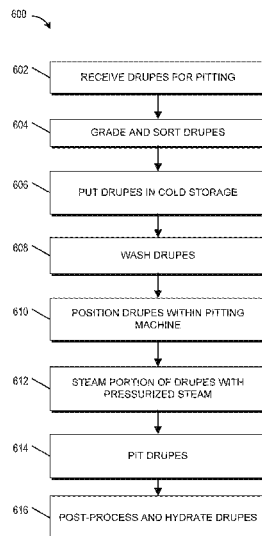 600
602
RECEIVE DRUPES FOR PITTING
604
GRADE AND SORT DRUPES
606
PUT DRUPES IN COLD STORAGE
608
WASH DRUPES
610
POSITION DRUPES WITHIN PITTING
MACHINE
612
STEAM PORTION OF DRUPES WITH
PRESSURIZED STEAM
614
PIT DRUPES
616
POST-PROCESS AND HYDRATE DRUPES